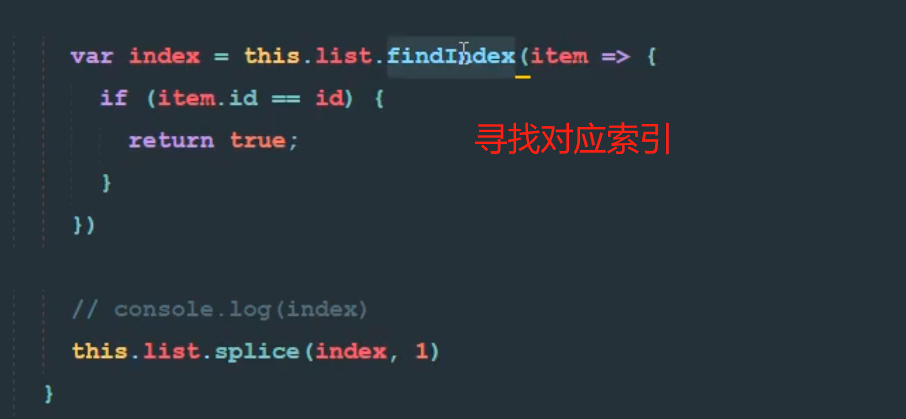 var index = this.list.findIndex(item => {
if (item.id == id) {
return true;
寻找对应索引
}
})
// console.log(index)
this.list.splice(index, 1)
}